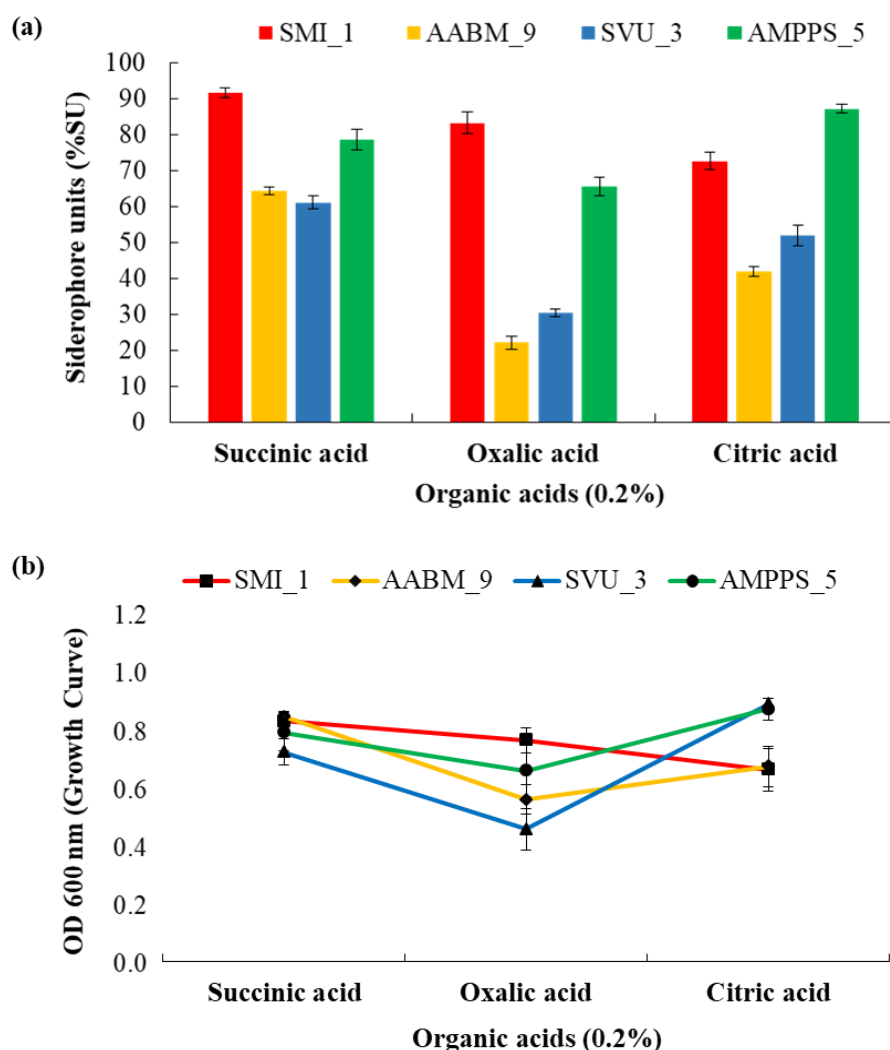 (a)
SMI_1 AABM_9 SVU_3 AMPPS_5
Siderophore units (%SU)
100
90
80
70
60
50
40
30
20
10
0
Succinic acid Oxalic acid Citric acid
Organic acids (0.2%)
(b)
SMI_1 AABM_9 SVU_3 AMPPS_5
OD 600 nm (Growth Curve)
1.2
1.0
0.8
0.6
0.4
0.2
0.0
Succinic acid Oxalic acid Citric acid
Organic acids (0.2%)